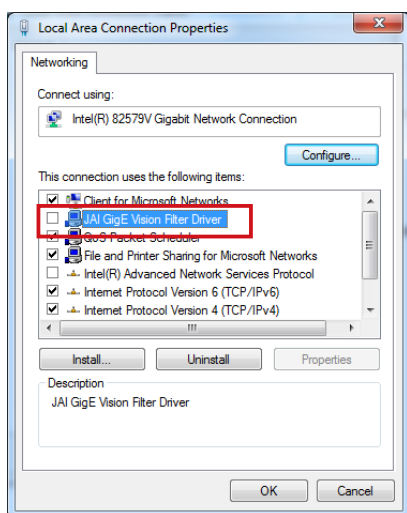 Local Area Connection Properties
Networking
Connect using:
Intel(R) 82579V Gigabit Network Connection
Configure...
This connection uses the following items:
Client for Microsoft Networks
JAI GigE Vision Filter Driver
QoS Packet Scheduler
File and Printer Sharing for Microsoft Networks
Intel(R) Advanced Network Services Protocol
Internet Protocol Version 6 (TCP/IPv6)
Internet Protocol Version 4 (TCP/IPv4)
Install...
Uninstall
Properties
Description
JAI GigE Vision Filter Driver
OK
Cancel